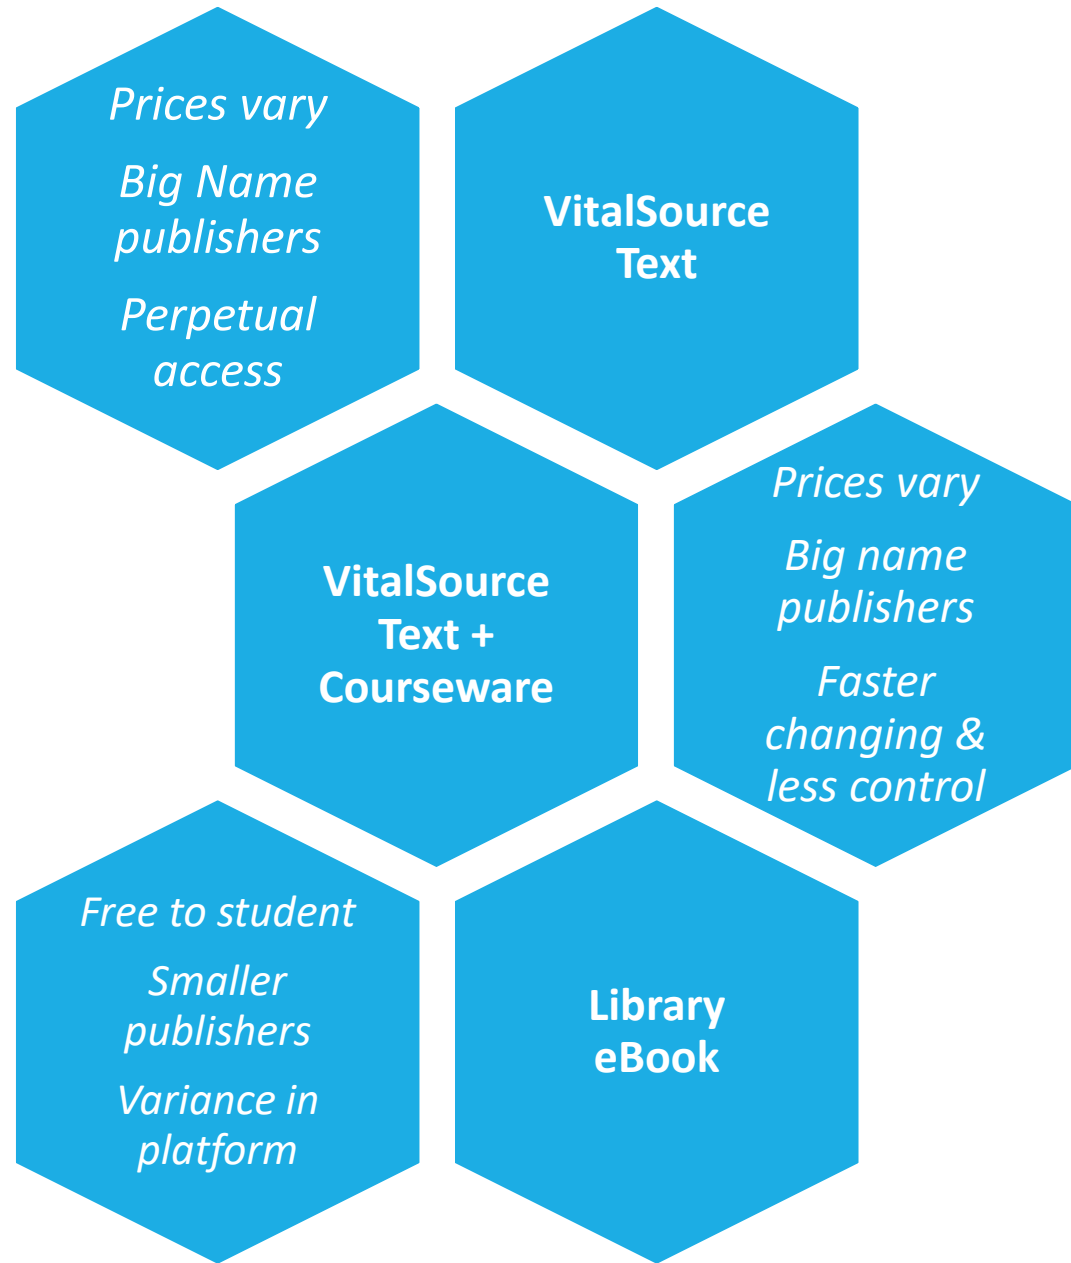 Prices vary
Big Name
publishers
Perpetual
access
VitalSource
Text
VitalSource
Text +
Courseware
Prices vary
Big name
publishers
Faster
changing &
less control
Free to student
Smaller
publishers
Variance in
platform
Library
eBook